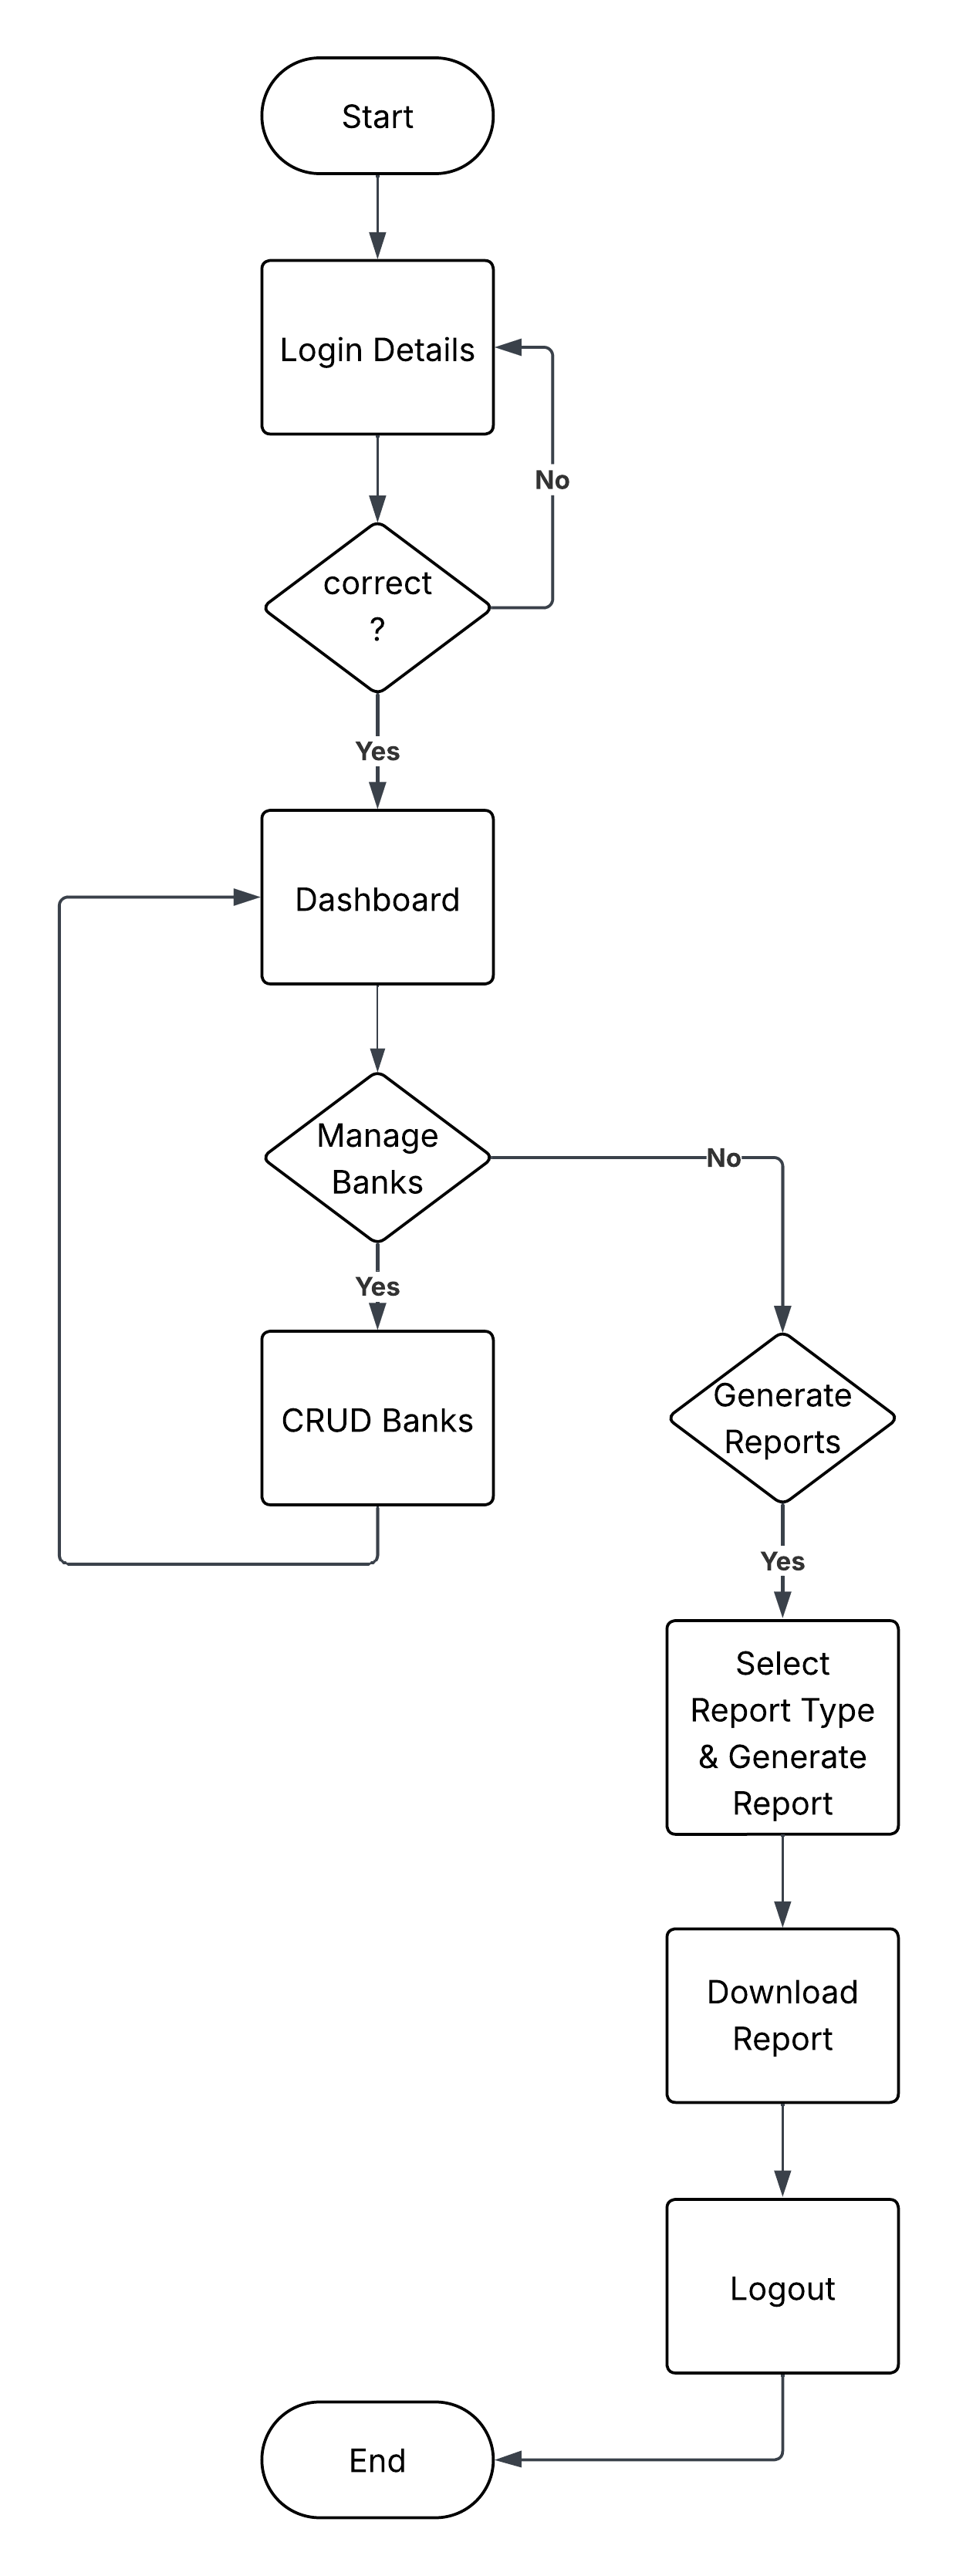 Start
Login Details
No
correct
?
Yes
Dashboard
Manage
Banks
No
Yes
CRUD Banks
Generate
Reports
Yes
Select
Report Type
& Generate
Report
Download
Report
Logout
End